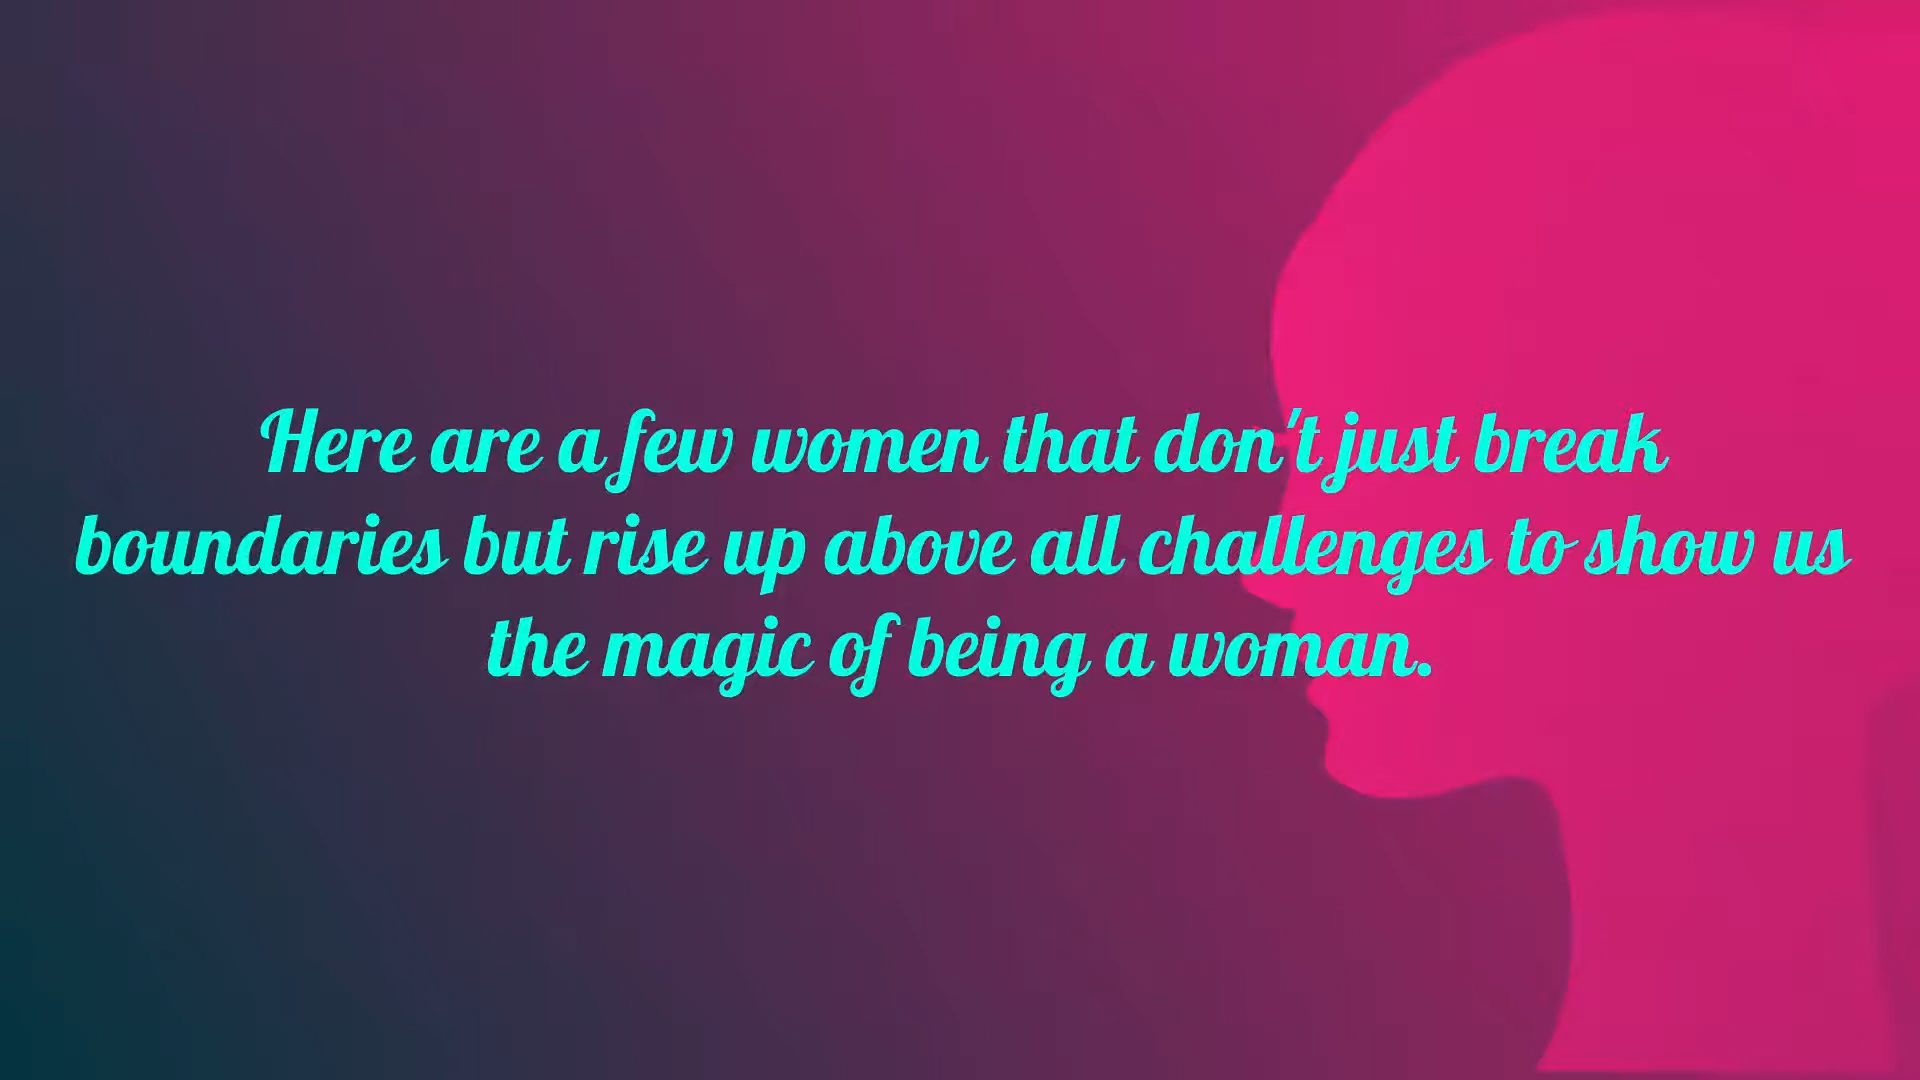 Here are a few women that don't just break
boundaries but rise up above all challenges to show us
the magic of being a woman.